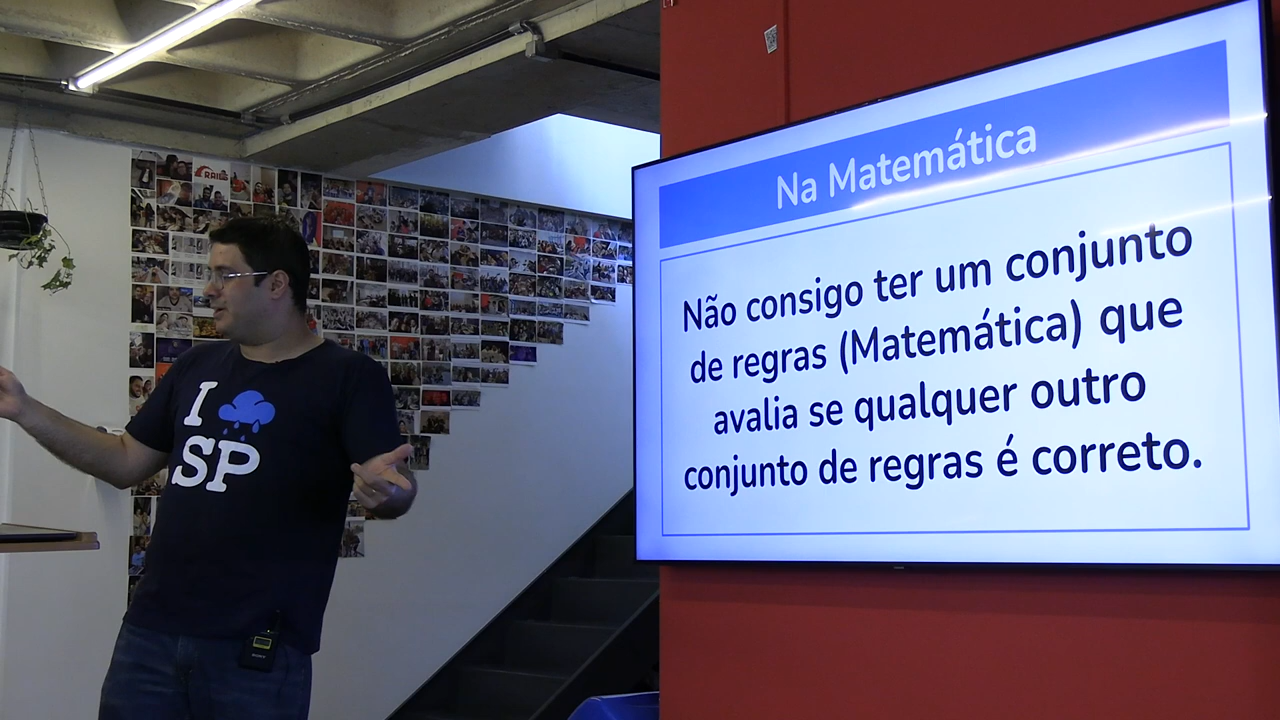 Na Matemática
Não consigo ter um conjunto
de regras (Matemática) que
avalia se qualquer outro
conjunto de regras é correto.
I
SP
SONY